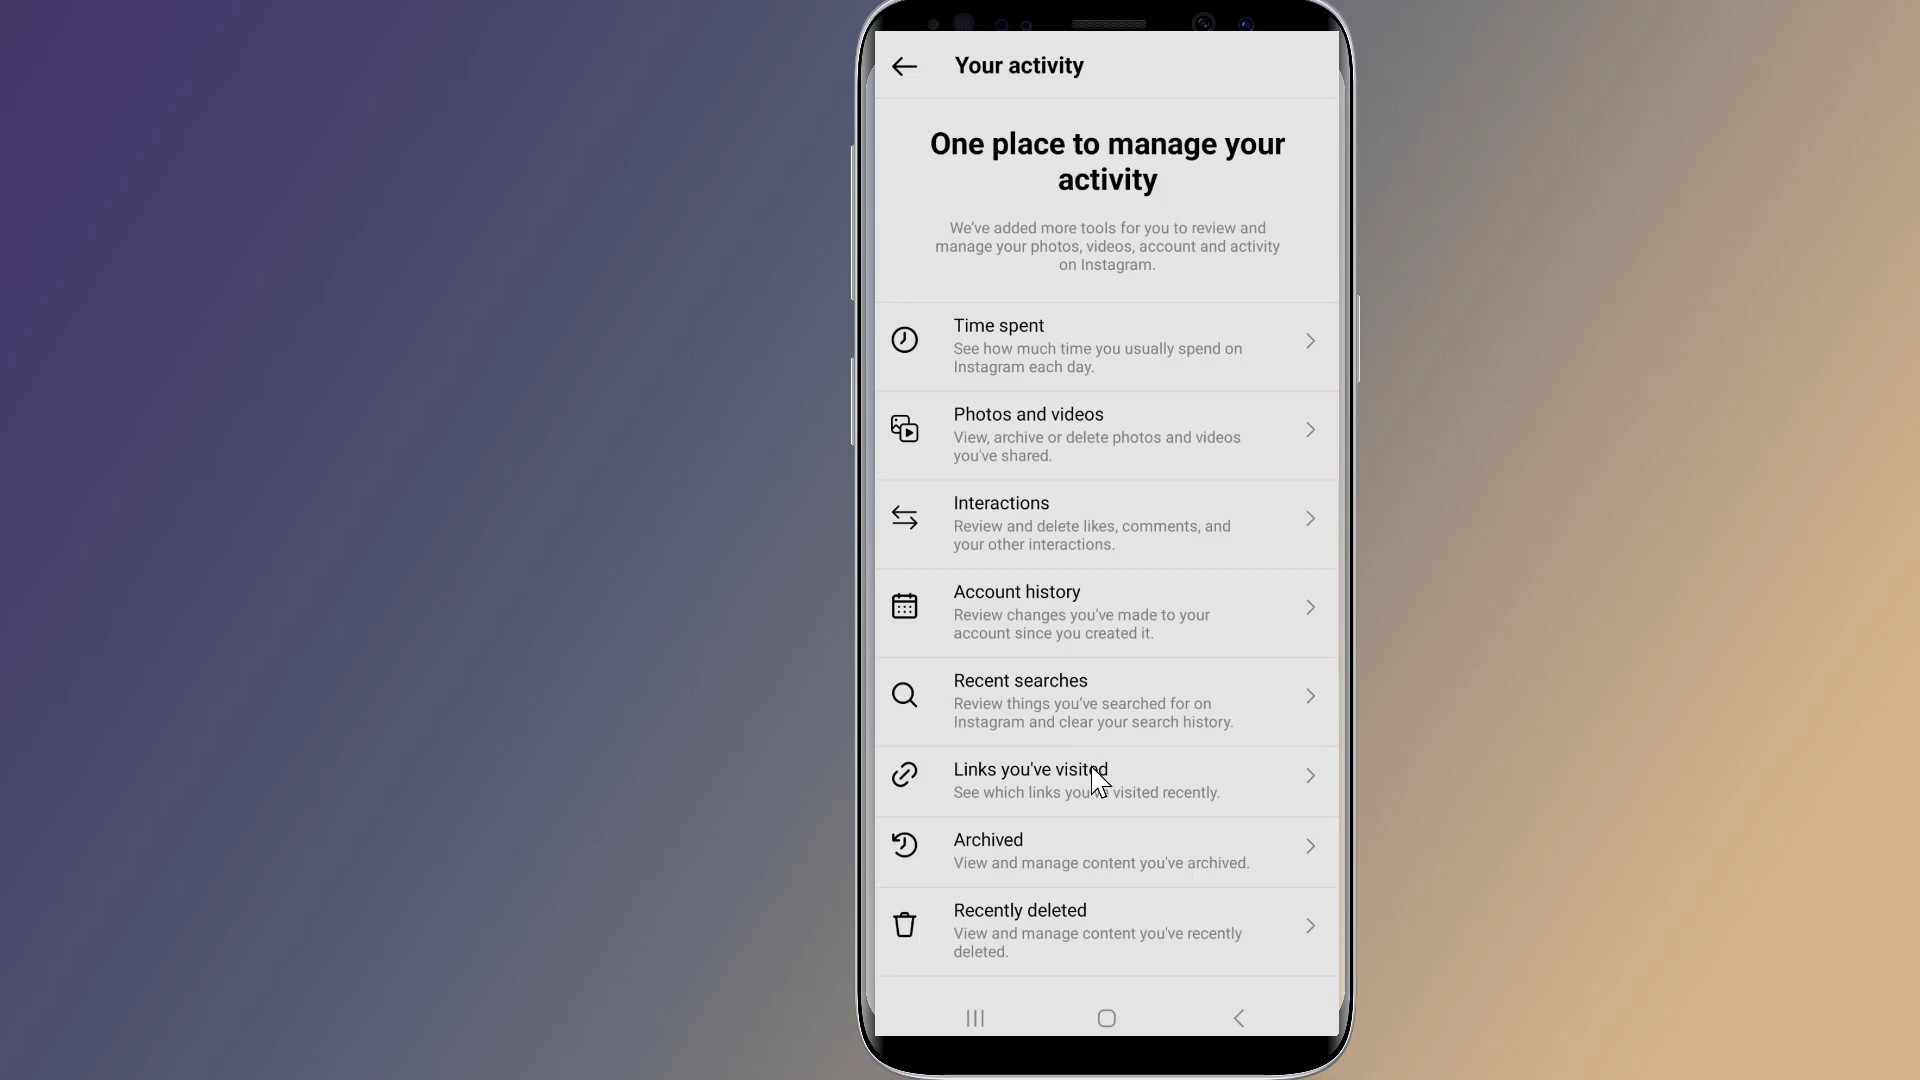 Your activity
One place to manage your
activity
We've added more tools for you to review and
manage your photos, videos, account and activity
on Instagram.
Time spent
See how much time you usually spend on
Instagram each day.
Photos and videos
View, archive or delete photos and videos
you've shared.
Interactions
Review and delete likes, comments, and
your other interactions.
Account history
Review changes you've made to your
account since you created it.
Recent searches
Review things you've searched for on
Instagram and clear your search history.
Links you've visited
See which links you've visited recently.
Archived
View and manage content you've archived.
Recently deleted
View and manage content you've recently
deleted.